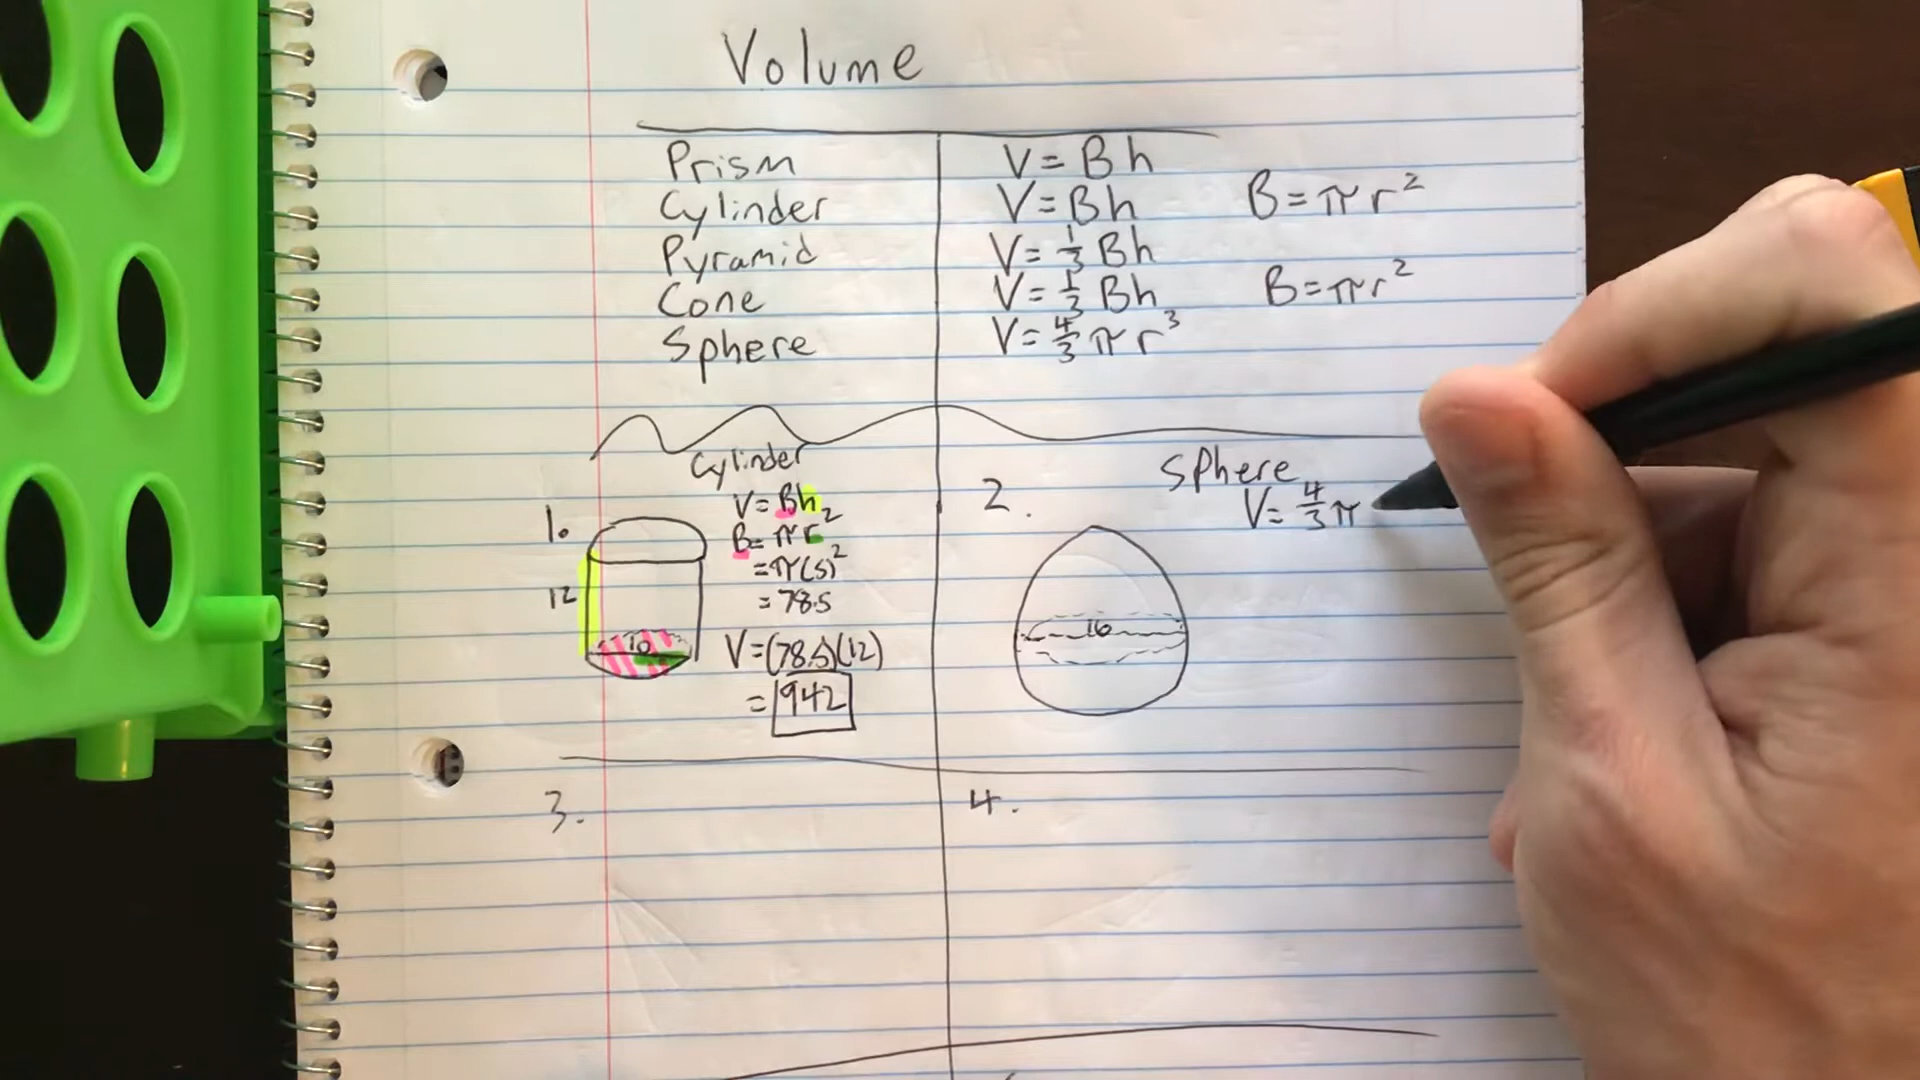 Volume
Prism V = Bh
Cylinder V = Bh B = πr²
Pyramid V = 1/3 Bh
Cone V = 1/3 Bh B = πr²
Sphere V = 4/3 πr³
1.
Cylinder
V = Bh
B = πr²
= π(5)²
= 78.5
V = (78.5)(12)
= 942
12
10
2.
Sphere
V = 4/3 π
16
3.
4.